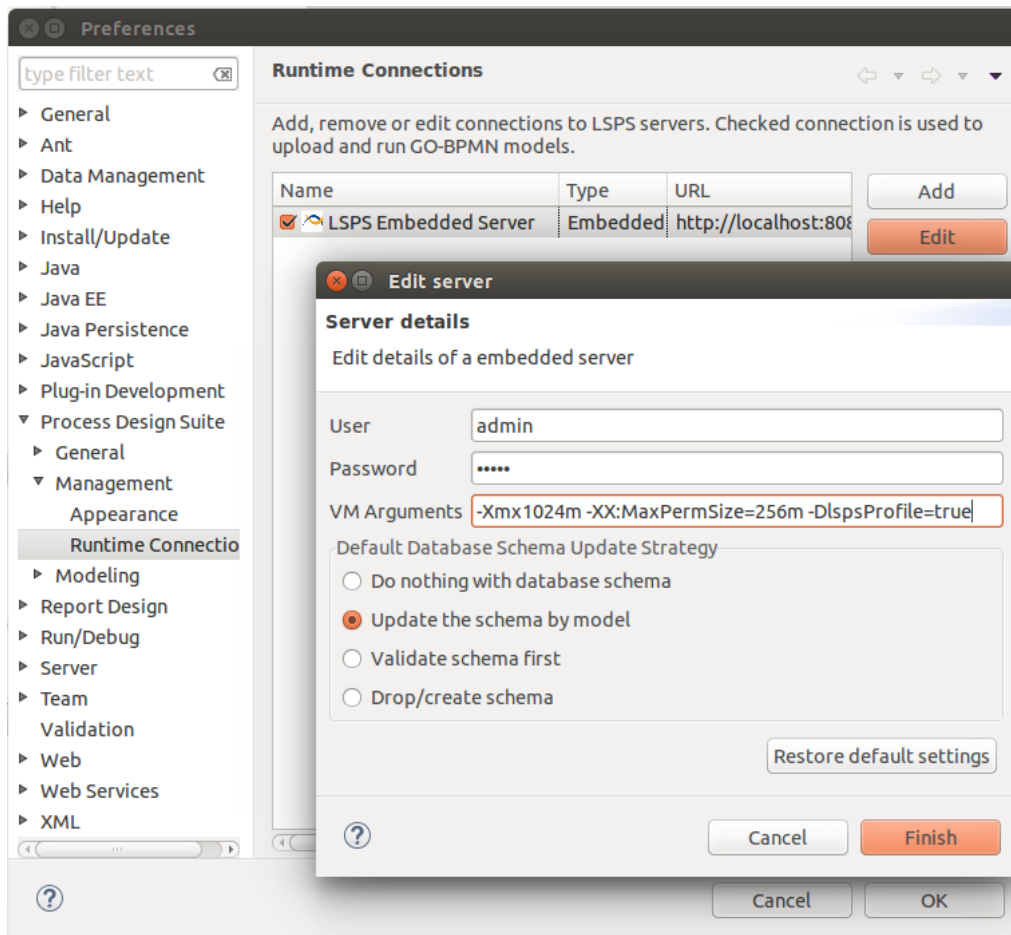 Preferences
type filter text
General
Ant
Data Management
Help
Install/Update
Java
Java EE
Java Persistence
JavaScript
Plug-in Development
Process Design Suite
General
Management
Appearance
Runtime Connectio
Modeling
Report Design
Run/Debug
Server
Team
Validation
Web
Web Services
XML
Runtime Connections
Add, remove or edit connections to LSPS servers. Checked connection is used to
upload and run GO-BPMN models.
Name Type URL
LSPS Embedded Server Embedded http://localhost:808
Add
Edit
Edit server
Server details
Edit details of a embedded server
User admin
Password •••••
VM Arguments -Xmx1024m -XX:MaxPermSize=256m -DlspsProfile=true
Default Database Schema Update Strategy
Do nothing with database schema
Update the schema by model
Validate schema first
Drop/create schema
Restore default settings
Cancel Finish
Cancel OK